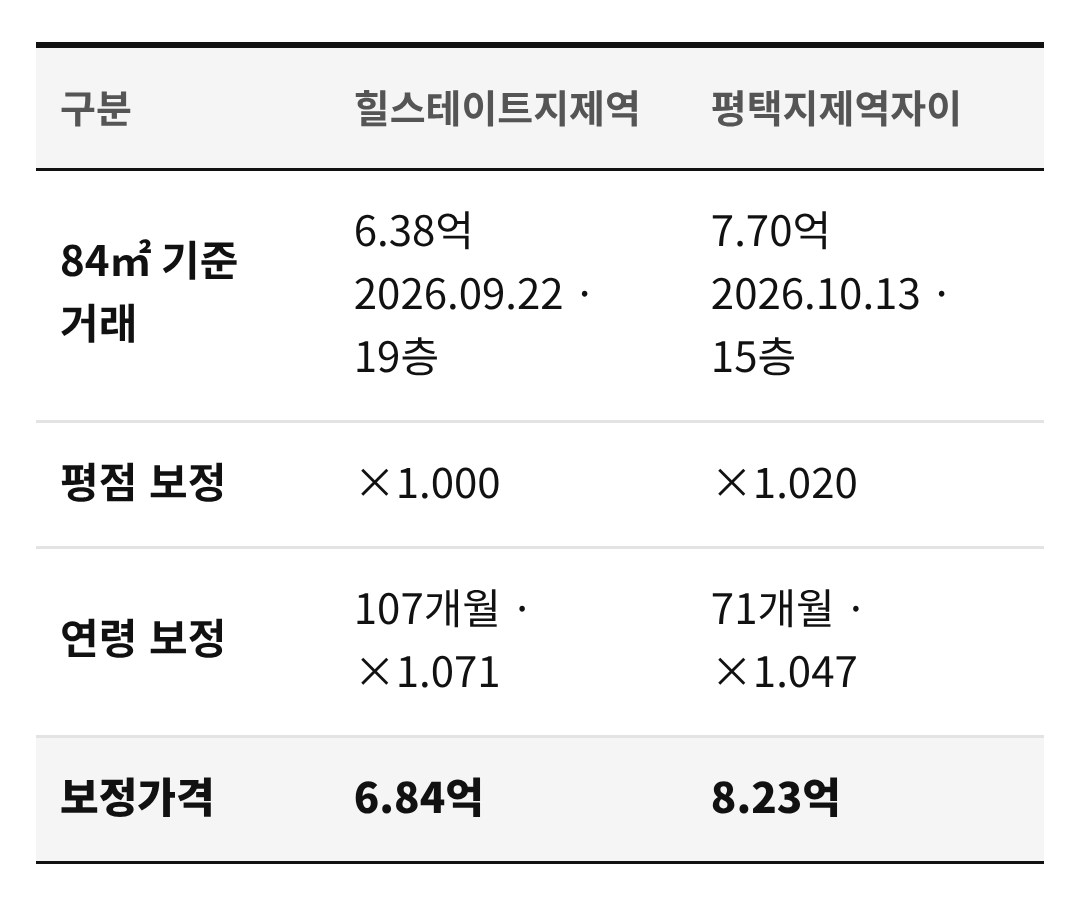 구분 힐스테이트지제역 평택지제역자이
84㎡ 기준 거래 6.38억 2026.09.22 · 19층 7.70억 2026.10.13 · 15층
평점 보정 ×1.000 ×1.020
연령 보정 107개월 · ×1.071 71개월 · ×1.047
보정가격 6.84억 8.23억